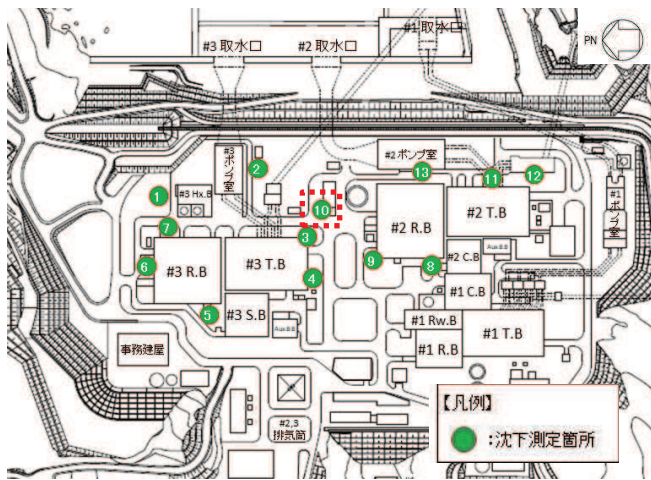 #1 取水口
#3 取水口
#2 取水口
PN
#3
ポンプ室
#2 ポンプ室
2
13
11
12
1
#3 Hx.B
#1
ポンプ室
10
7
#2 R.B
#2 T.B
3
6
#3 R.B
#3 T.B
4
9
8
#2 C.B
Aux.B.B
#1 C.B
5
#3 S.B
Aux.B.B
#1 Rw.B
#1 T.B
事務建屋
#1 R.B
#2,3
排気筒
【凡例】
:沈下測定箇所